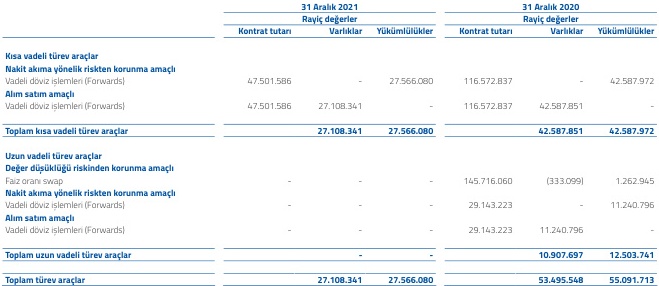 31 Aralık 2021 31 Aralık 2020
Rayiç değerler Rayiç değerler
Kontrat tutarı Varlıklar Yükümlülükler Kontrat tutarı Varlıklar Yükümlülükler
Kısa vadeli türev araçlar
Nakit akıma yönelik riskten korunma amaçlı
Vadeli döviz işlemleri (Forwards) 47.501.586 - 27.566.080 116.572.837 - 42.587.972
Alım satım amaçlı
Vadeli döviz işlemleri (Forwards) 47.501.586 27.108.341 - 116.572.837 42.587.851 -
Toplam kısa vadeli türev araçlar 27.108.341 27.566.080 42.587.851 42.587.972
Uzun vadeli türev araçlar
Değer düşüklüğü riskinden korunma amaçlı
Faiz oranı swap - - - 145.716.060 (333.099) 1.262.945
Nakit akıma yönelik riskten korunma amaçlı
Vadeli döviz işlemleri (Forwards) - - - 29.143.223 - 11.240.796
Alım satım amaçlı
Vadeli döviz işlemleri (Forwards) - - - 29.143.223 11.240.796 -
Toplam uzun vadeli türev araçlar - - 10.907.697 12.503.741
Toplam türev araçlar 27.108.341 27.566.080 53.495.548 55.091.713